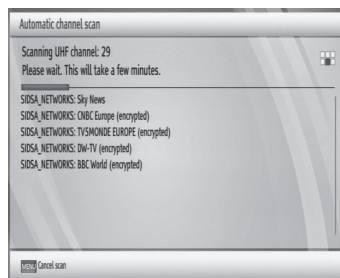 Automatic channel scan
Scanning UHF channel: 29
Please wait. This will take a few minutes.
SIDSA_NETWORKS: Sky News
SIDSA_NETWORKS: CNBC Europe (encrypted)
SIDSA_NETWORKS: TV5MONDE EUROPE (encrypted)
SIDSA_NETWORKS: DW-TV (encrypted)
SIDSA_NETWORKS: BBC World (encrypted)
MENU Cancel scan